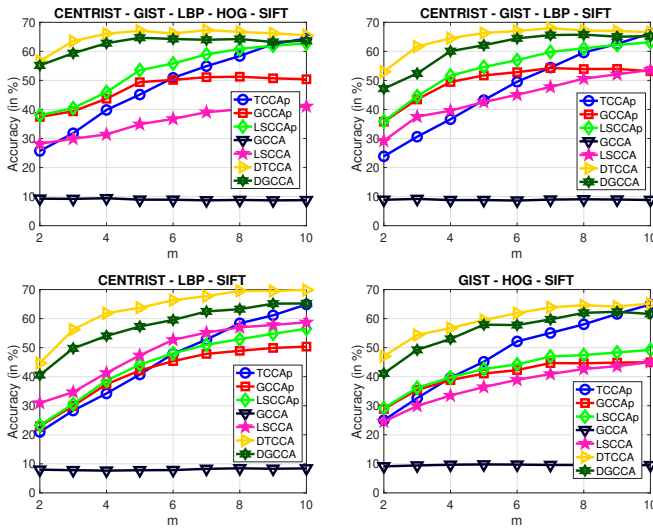 CENTRIST - GIST - LBP - HOG - SIFT
Accuracy (in %)
70
60
50
40
30
20
10
0
2
4
6
8
10
m
TCCAp
GCCAp
LSCCAp
GCCA
LSCCA
DTCCA
DGCCA
CENTRIST - GIST - LBP - SIFT
Accuracy (in %)
70
60
50
40
30
20
10
0
2
4
6
8
10
m
TCCAp
GCCAp
LSCCAp
GCCA
LSCCA
DTCCA
DGCCA
CENTRIST - LBP - SIFT
Accuracy (in %)
70
60
50
40
30
20
10
0
2
4
6
8
10
m
TCCAp
GCCAp
LSCCAp
GCCA
LSCCA
DTCCA
DGCCA
GIST - HOG - SIFT
Accuracy (in %)
70
60
50
40
30
20
10
0
2
4
6
8
10
m
TCCAp
GCCAp
LSCCAp
GCCA
LSCCA
DTCCA
DGCCA